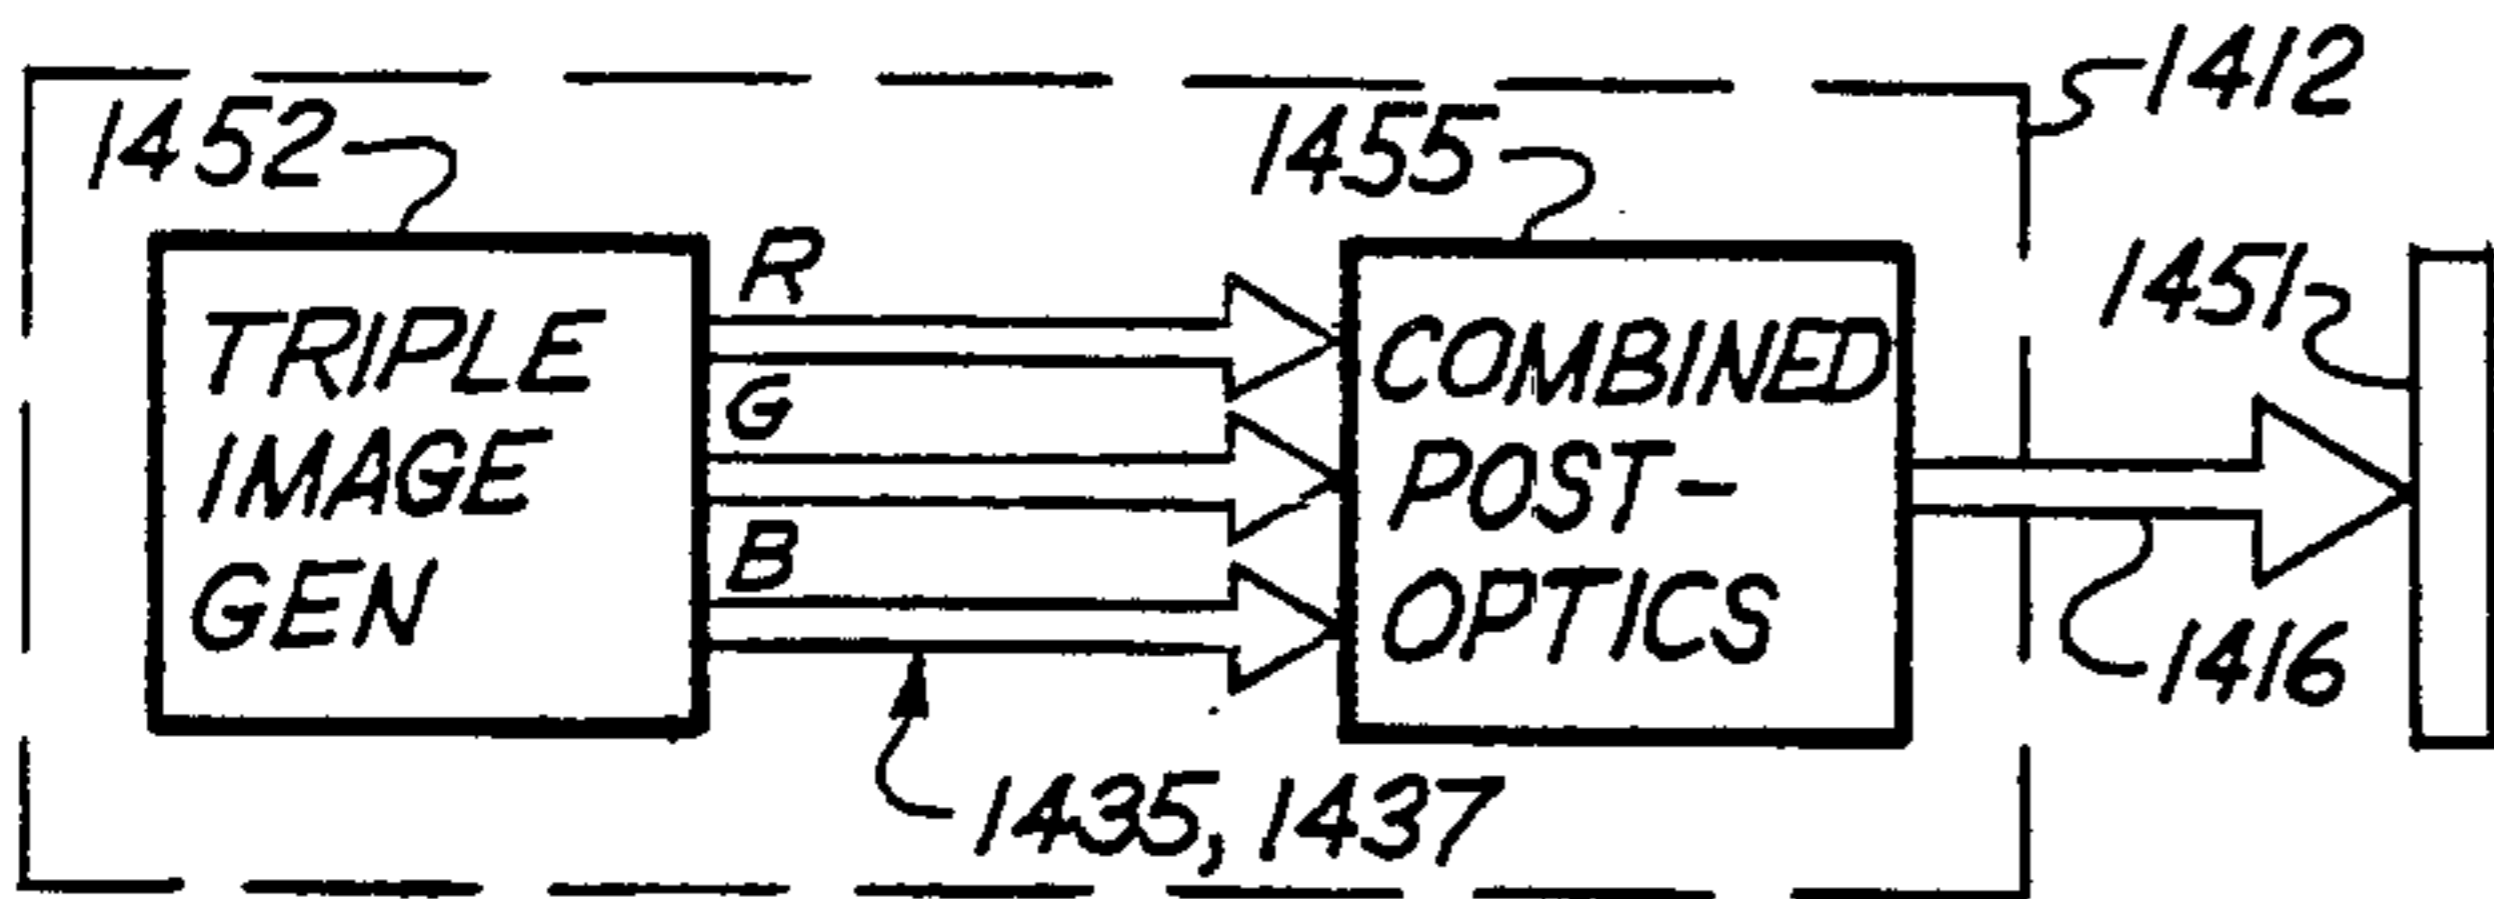 1412
1452
1455
1451
R
G
B
TRIPLE
IMAGE
GEN
COMBINED
POST-
OPTICS
1416
1435, 1437